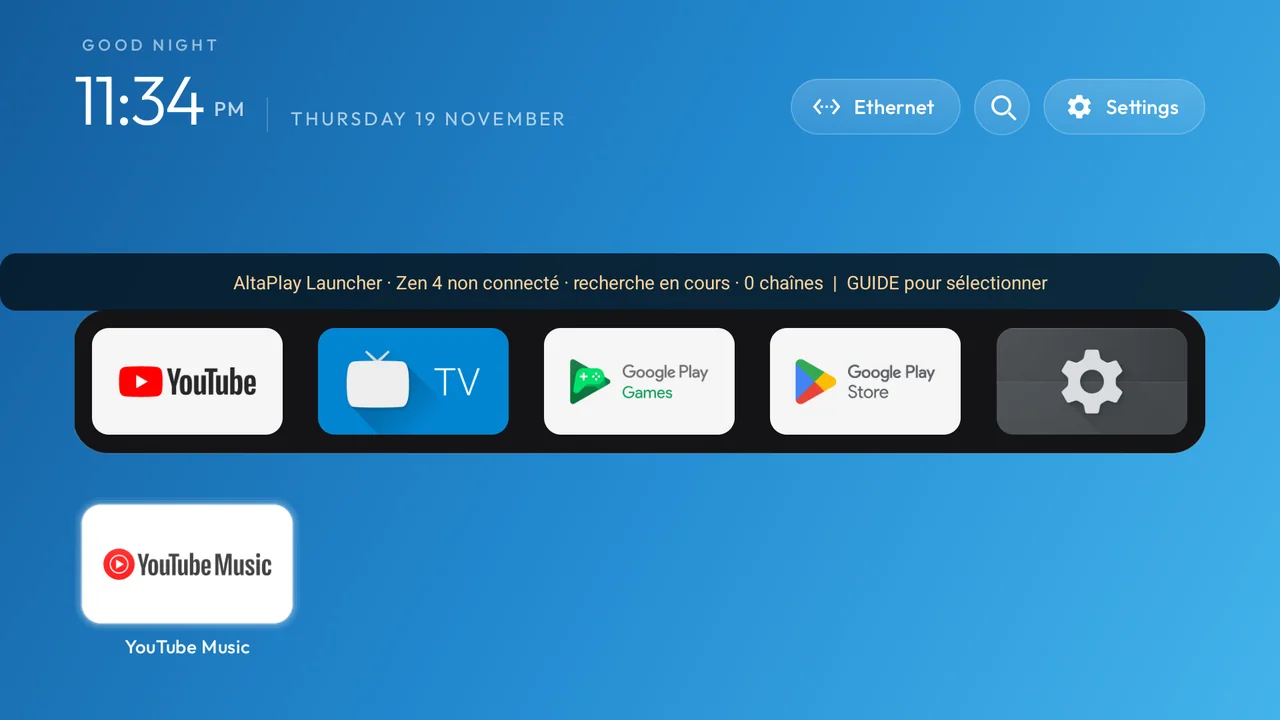 GOOD NIGHT
11:34 PM
THURSDAY 19 NOVEMBER
Ethernet
Settings
AltaPlay Launcher · Zen 4 non connecté · recherche en cours · 0 chaînes | GUIDE pour sélectionner
YouTube
TV
Google Play
Games
Google Play
Store
YouTube Music
YouTube Music